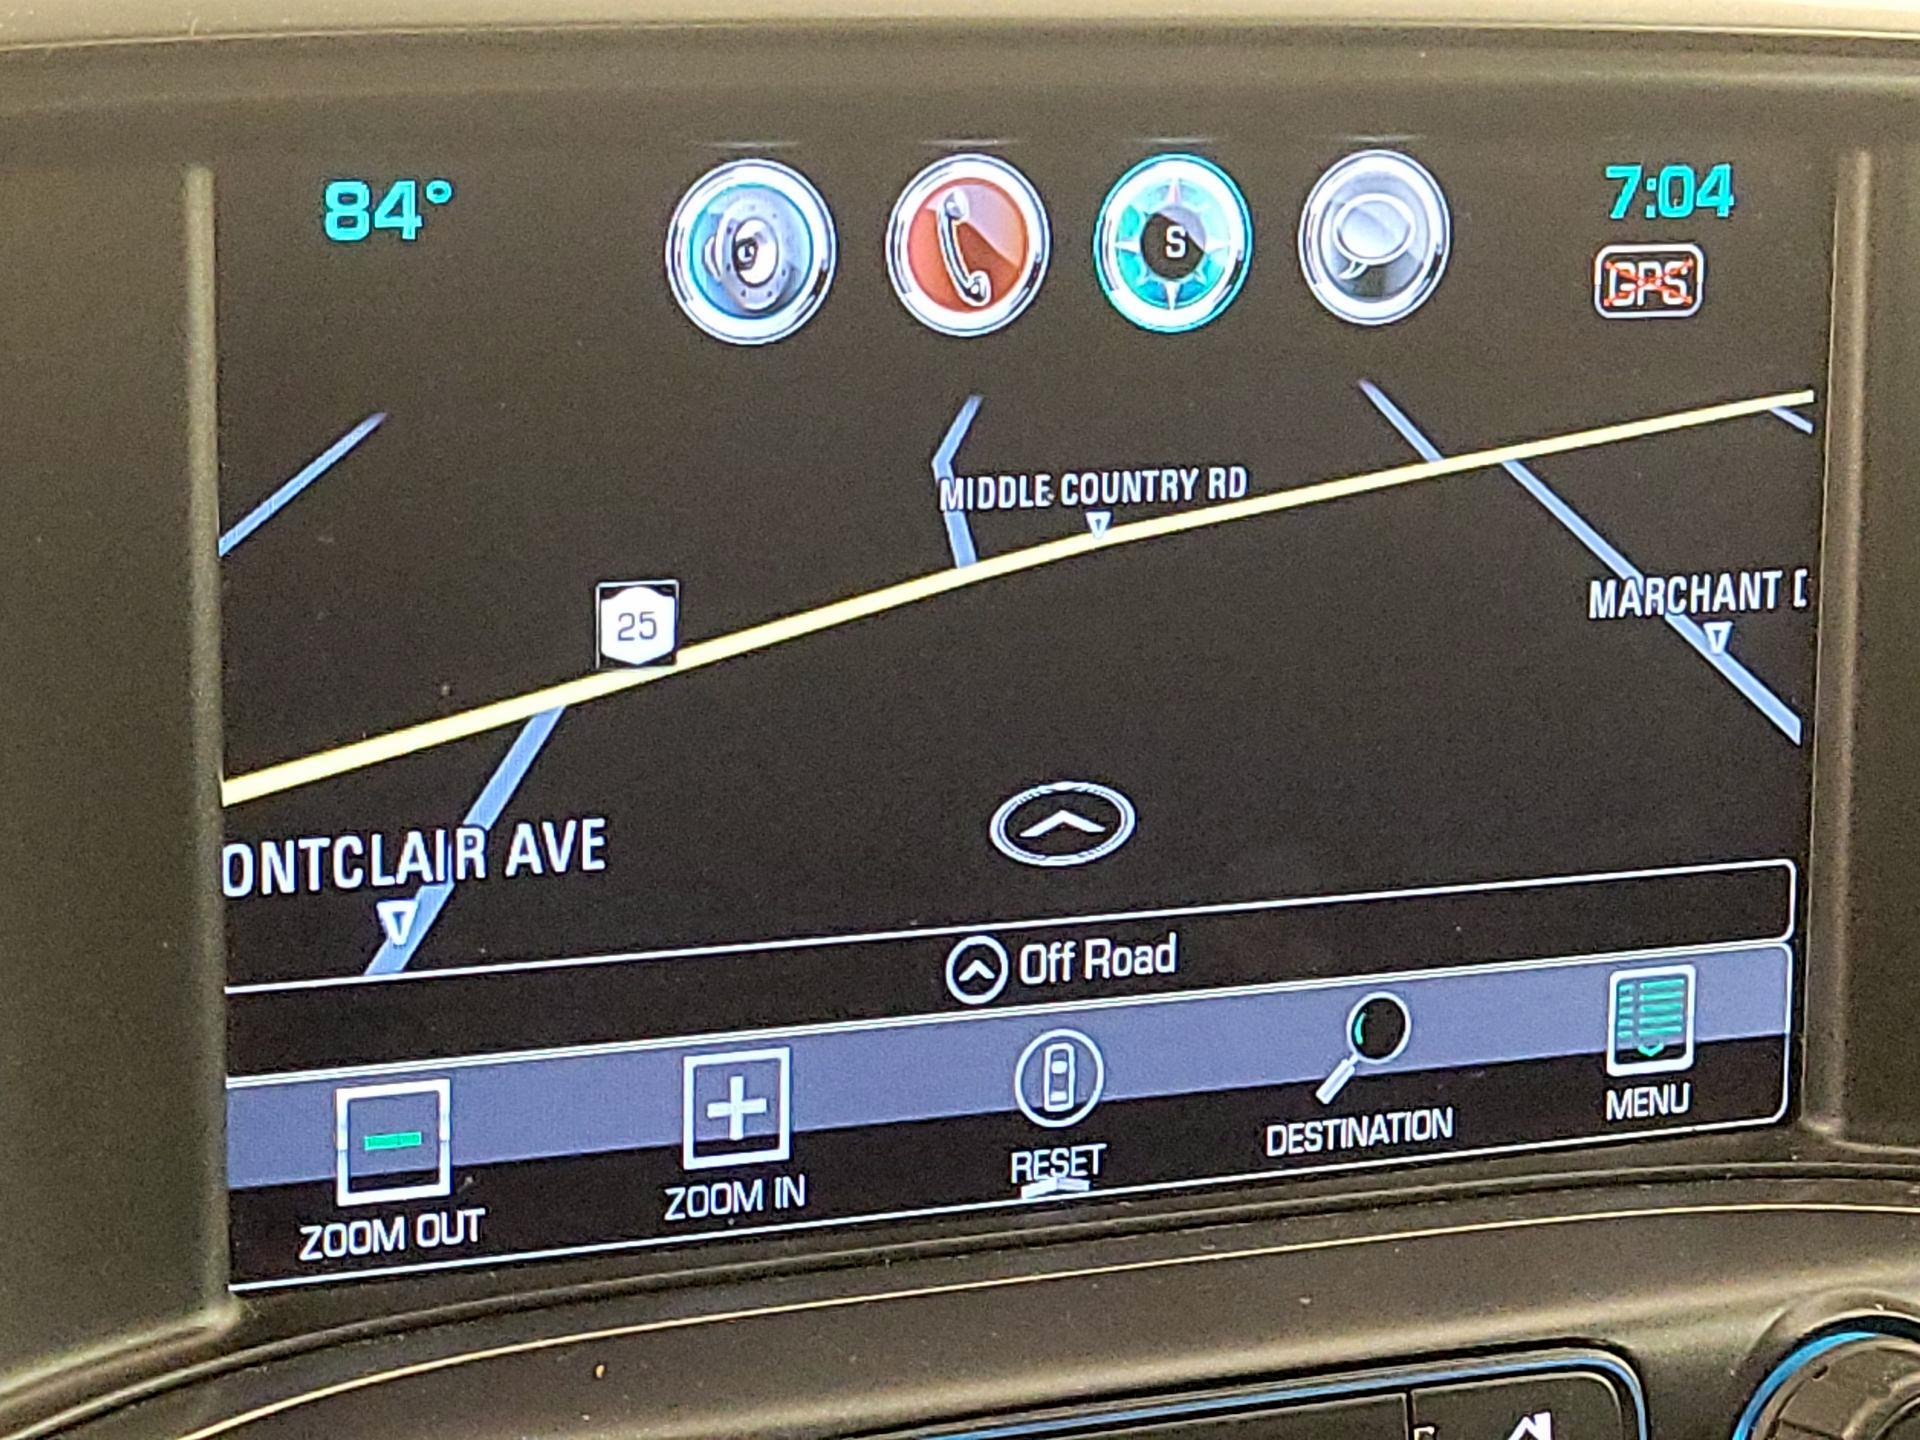 84°
S
7:04
GPS
MIDDLE COUNTRY RD
25
MARCHANT
ONTCLAIR AVE
Off Road
ZOOM OUT
ZOOM IN
RESET
DESTINATION
MENU